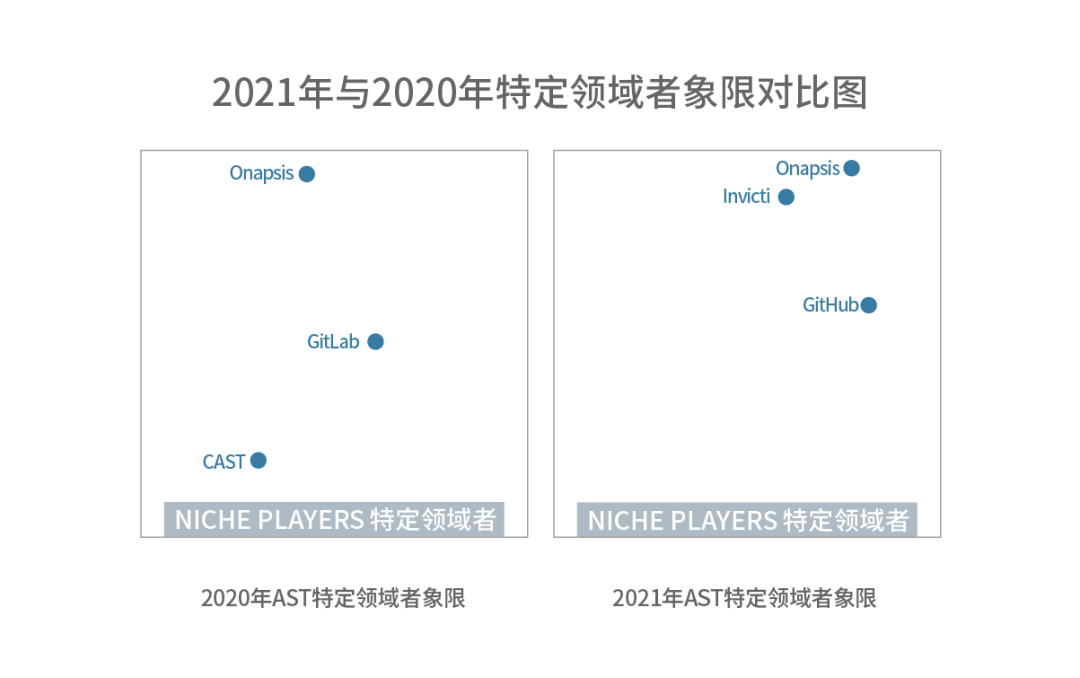 2021年与2020年特定领域者象限对比图
Onapsis
GitLab
CAST
NICHE PLAYERS 特定领域者
2020年AST特定领域者象限
Onapsis
Invicti
GitHub
NICHE PLAYERS 特定领域者
2021年AST特定领域者象限